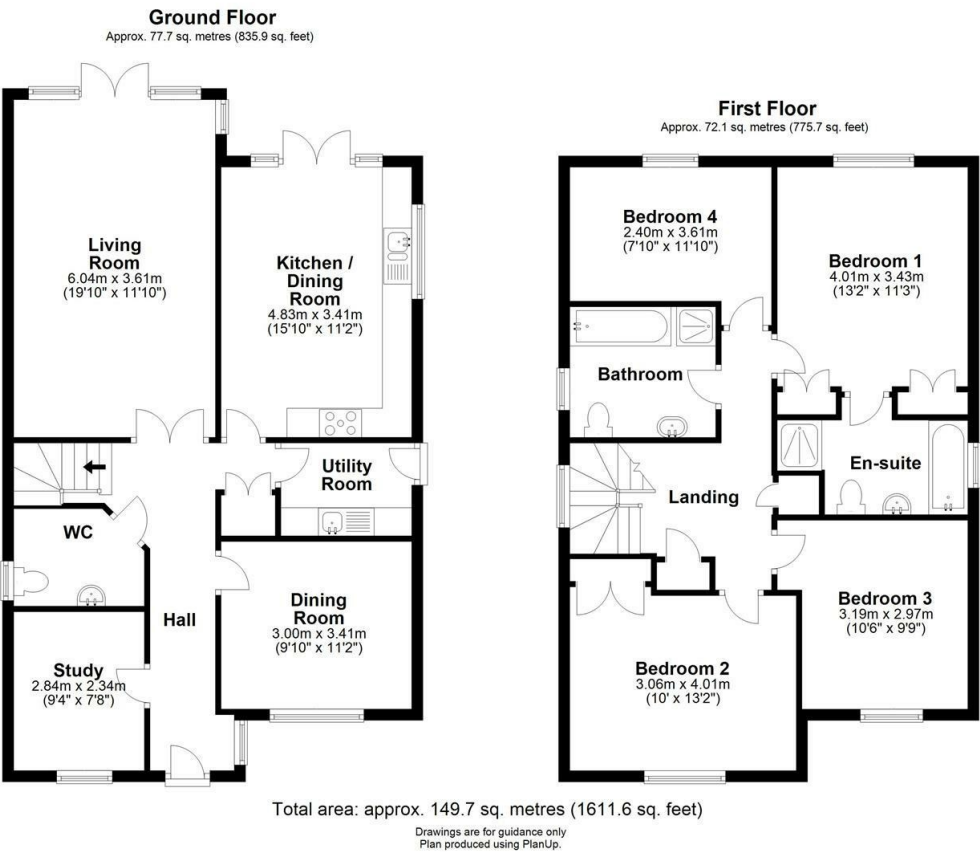 Ground Floor
Approx. 77.7 sq. metres (835.9 sq. feet)
Living
Room
6.04m x 3.61m
(19'10" x 11'10")
Kitchen /
Dining
Room
4.83m x 3.41m
(15'10" x 11'2")
Utility
Room
WC
Hall
Dining
Room
3.00m x 3.41m
(9'10" x 11'2")
Study
2.84m x 2.34m
(9'4" x 7'8")
First Floor
Approx. 72.1 sq. metres (775.7 sq. feet)
Bedroom 4
2.40m x 3.61m
(7'10" x 11'10")
Bedroom 1
4.01m x 3.43m
(13'2" x 11'3")
Bathroom
En-suite
Landing
Bedroom 3
3.19m x 2.97m
(10'6" x 9'9")
Bedroom 2
3.06m x 4.01m
(10' x 13'2")
Total area: approx. 149.7 sq. metres (1611.6 sq. feet)
Drawings are for guidance only
Plan produced using PlanUp.